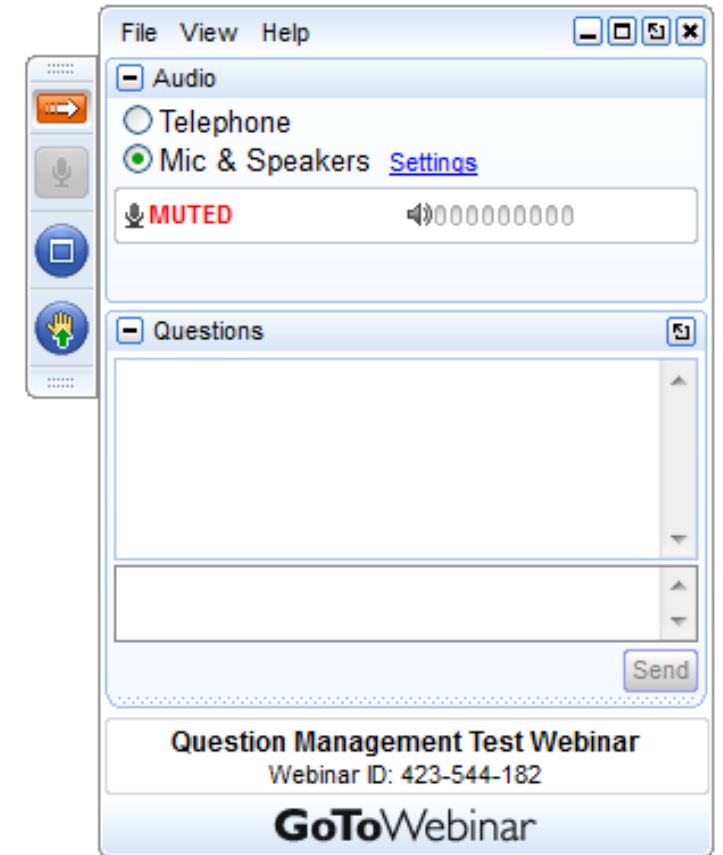 File View Help
Audio
Telephone
Mic & Speakers Settings
MUTED
Questions
Send
Question Management Test Webinar
Webinar ID: 423-544-182
GoToWebinar